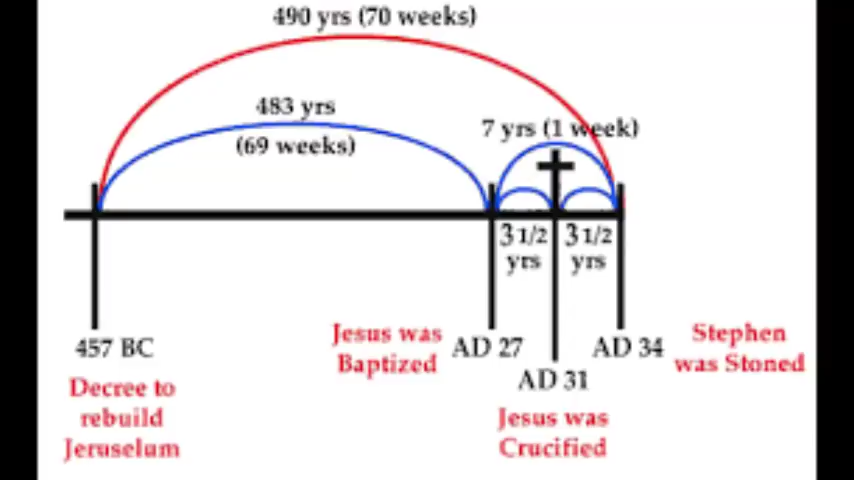 490 yrs (70 weeks)
483 yrs
(69 weeks)
7 yrs (1 week)
3 1/2
yrs
3 1/2
yrs
457 BC
Decree to
rebuild
Jeruselum
Jesus was
Baptized
AD 27
AD 31
Jesus was
Crucified
AD 34
Stephen
was Stoned